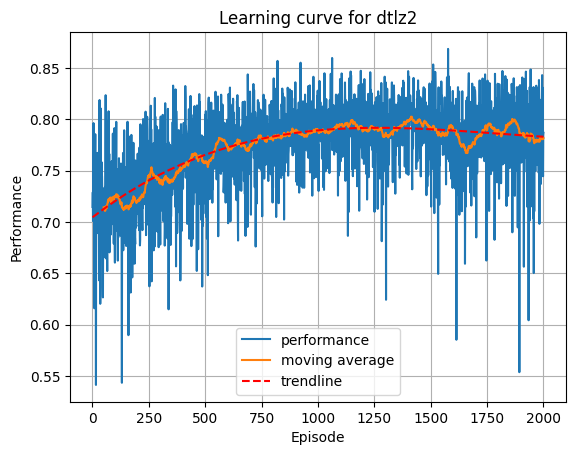 Learning curve for dtlz2
Performance
0.85
0.80
0.75
0.70
0.65
0.60
0.55
performance
moving average
trendline
0
250
500
750
1000
1250
1500
1750
2000
Episode